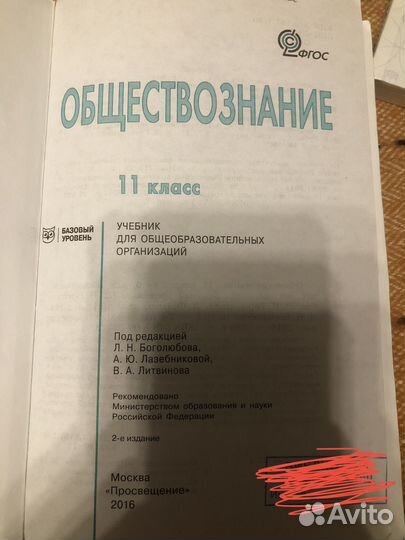 ФГОС
ОБЩЕСТВОЗНАНИЕ
11 класс
БАЗОВЫЙ
УРОВЕНЬ
УЧЕБНИК
ДЛЯ ОБЩЕОБРАЗОВАТЕЛЬНЫХ
ОРГАНИЗАЦИЙ
Под редакцией
Л. Н. Боголюбова,
А. Ю. Лазебниковой,
В. А. Литвинова
Рекомендовано
Министерством образования и науки
Российской Федерации
2-е издание
Москва
«Просвещение»
2016
Avito